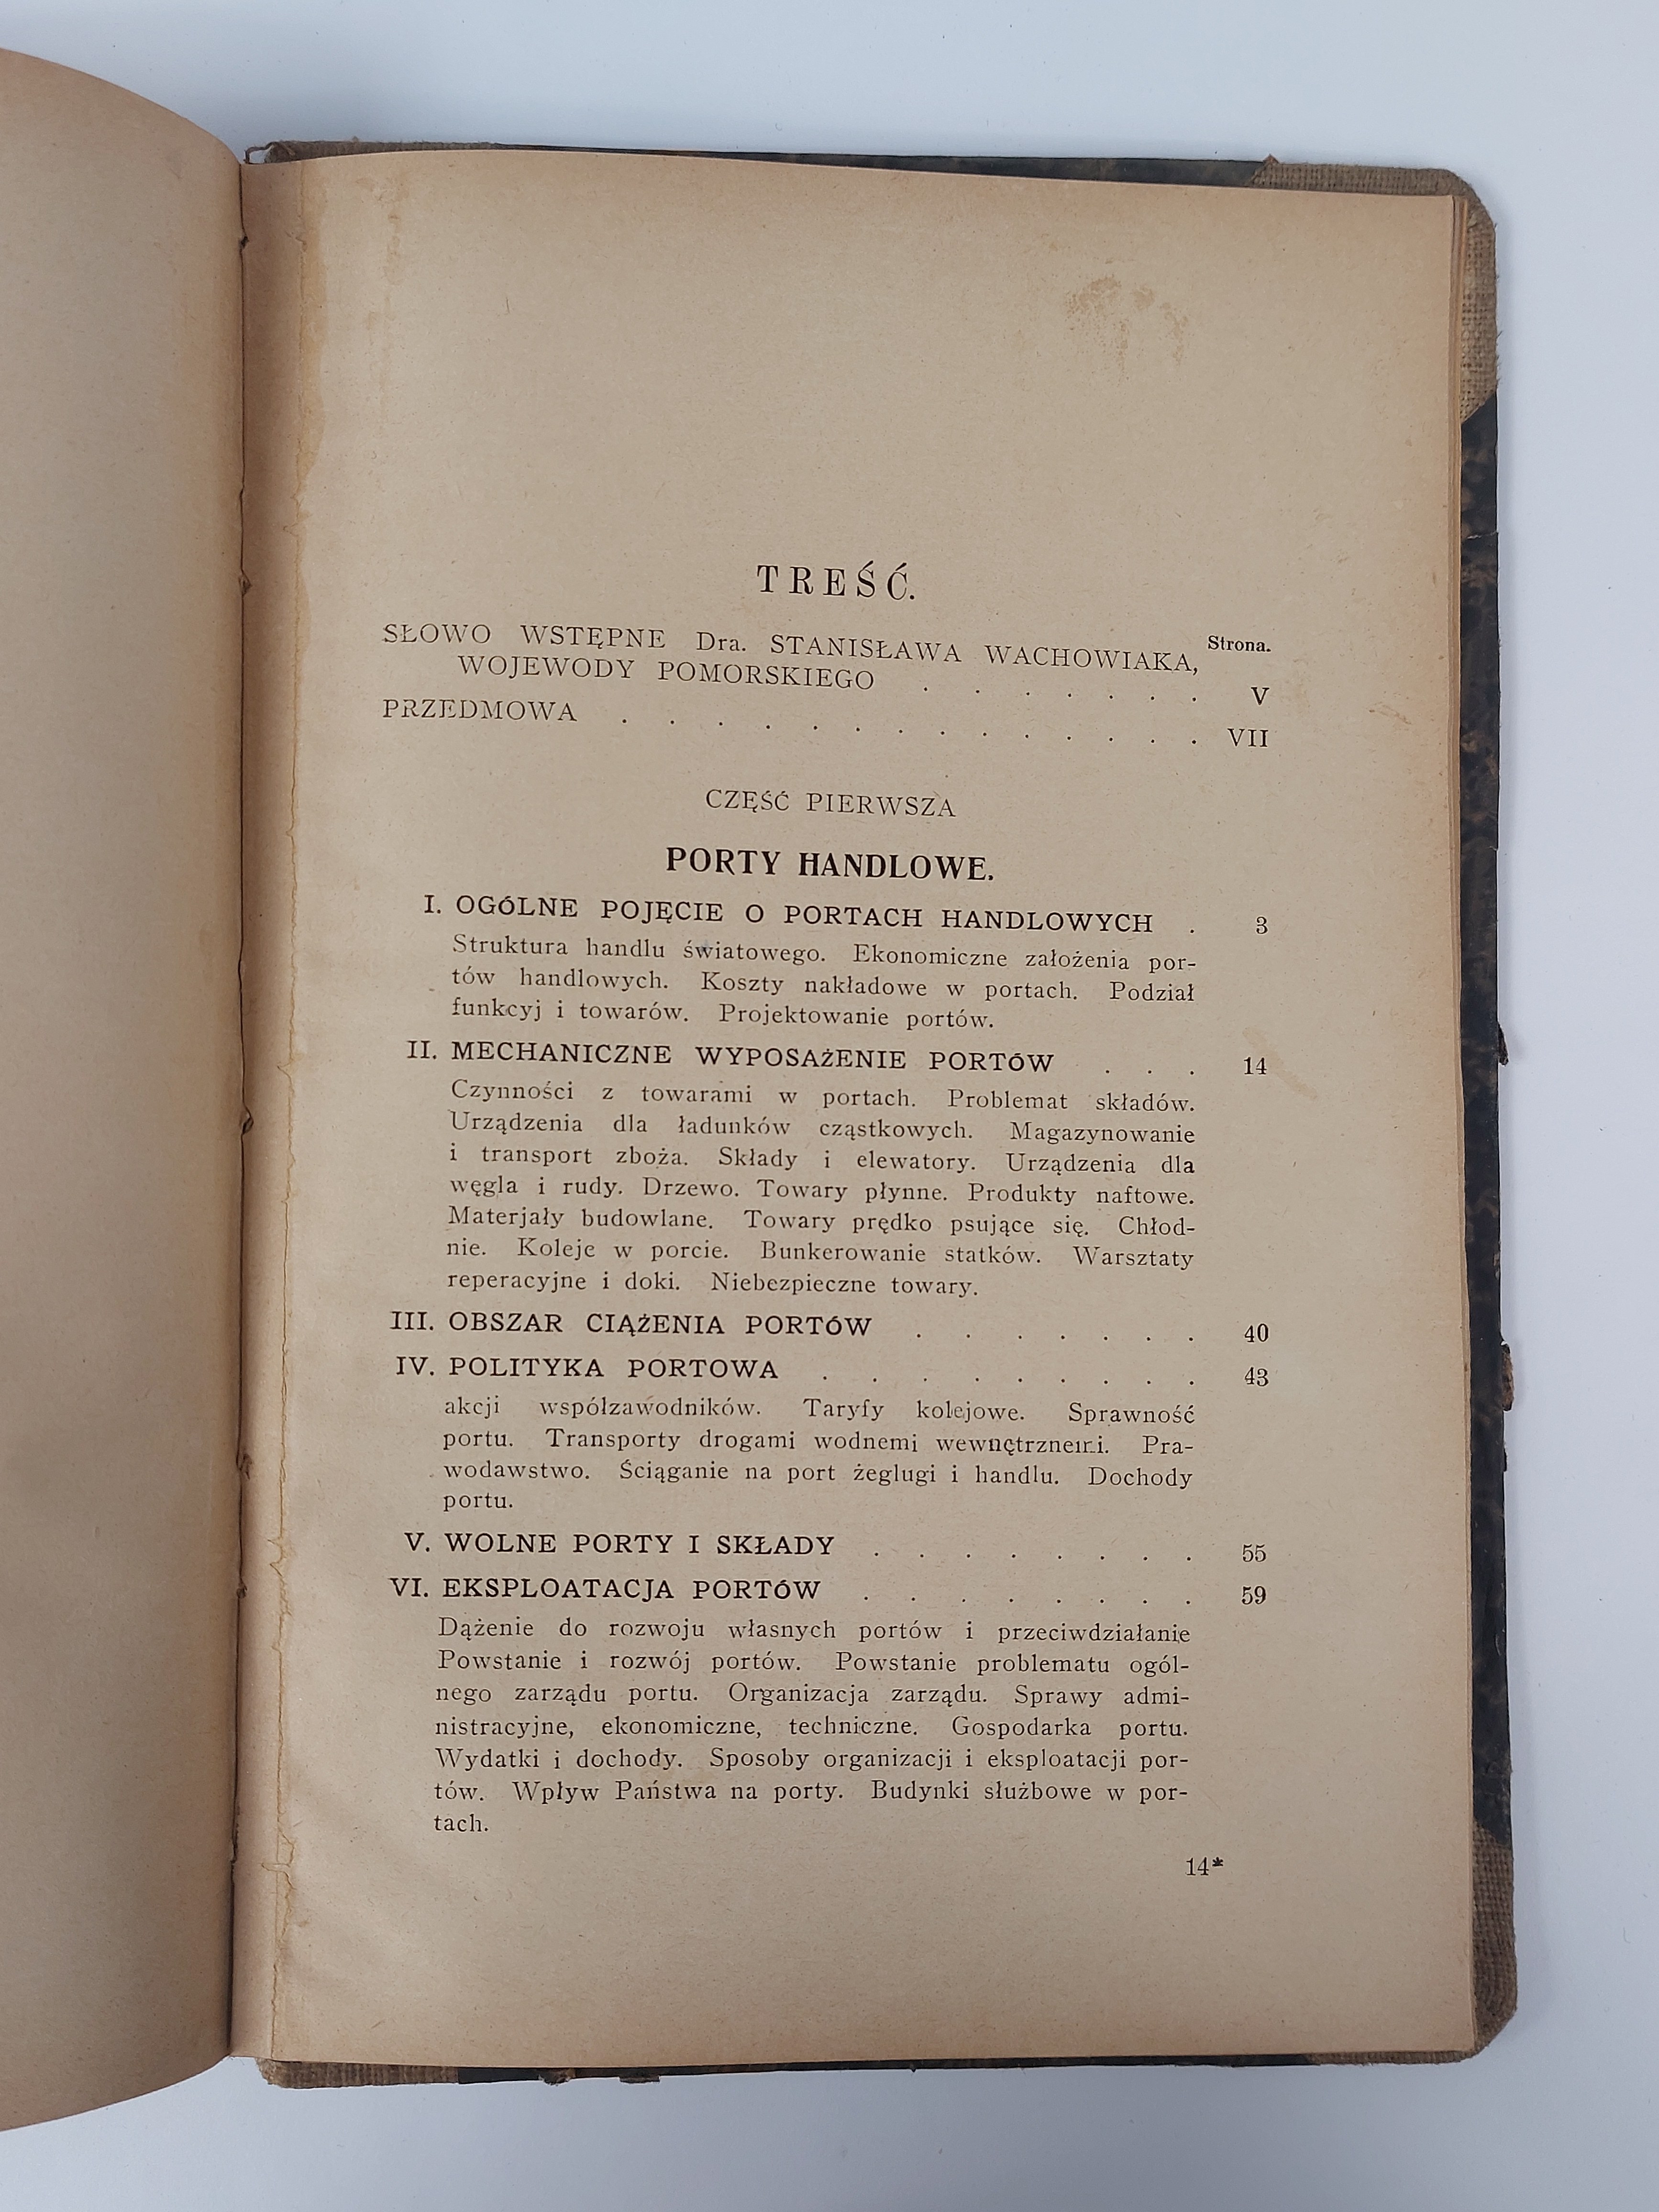 TREŚĆ.
Strona.
SŁOWO WSTĘPNE Dra. STANISŁAWA WACHOWIAKA,
WOJEWODY POMORSKIEGO . . . . . . . V
PRZEDMOWA . . . . . . . . . . . . . . VII
CZĘŚĆ PIERWSZA
PORTY HANDLOWE.
I. OGÓLNE POJĘCIE O PORTACH HANDLOWYCH . 3
Struktura handlu światowego. Ekonomiczne założenia por-
tów handlowych. Koszty nakładowe w portach. Podział
funkcyj i towarów. Projektowanie portów.
II. MECHANICZNE WYPOSAŻENIE PORTÓW . . . 14
Czynności z towarami w portach. Problemat składów.
Urządzenia dla ładunków cząstkowych. Magazynowanie
i transport zboża. Składy i elewatory. Urządzenia dla
węgla i rudy. Drzewo. Towary płynne. Produkty naftowe.
Materjały budowlane. Towary prędko psujące się. Chłod-
nie. Koleje w porcie. Bunkerowanie statków. Warsztaty
reperacyjne i doki. Niebezpieczne towary.
III. OBSZAR CIĄŻENIA PORTÓW . . . . . . . 40
IV. POLITYKA PORTOWA . . . . . . . . . 43
akcji współzawodników. Taryfy kolejowe. Sprawność
portu. Transporty drogami wodnemi wewnętrznemi. Pra-
wodawstwo. Ściąganie na port żeglugi i handlu. Dochody
portu.
V. WOLNE PORTY I SKŁADY . . . . . . . . 55
VI. EKSPLOATACJA PORTÓW . . . . . . . . 59
Dążenie do rozwoju własnych portów i przeciwdziałanie
Powstanie i rozwój portów. Powstanie problematu ogól-
nego zarządu portu. Organizacja zarządu. Sprawy admi-
nistracyjne, ekonomiczne, techniczne. Gospodarka portu.
Wydatki i dochody. Sposoby organizacji i eksploatacji por-
tów. Wpływ Państwa na porty. Budynki służbowe w por-
tach.
14*